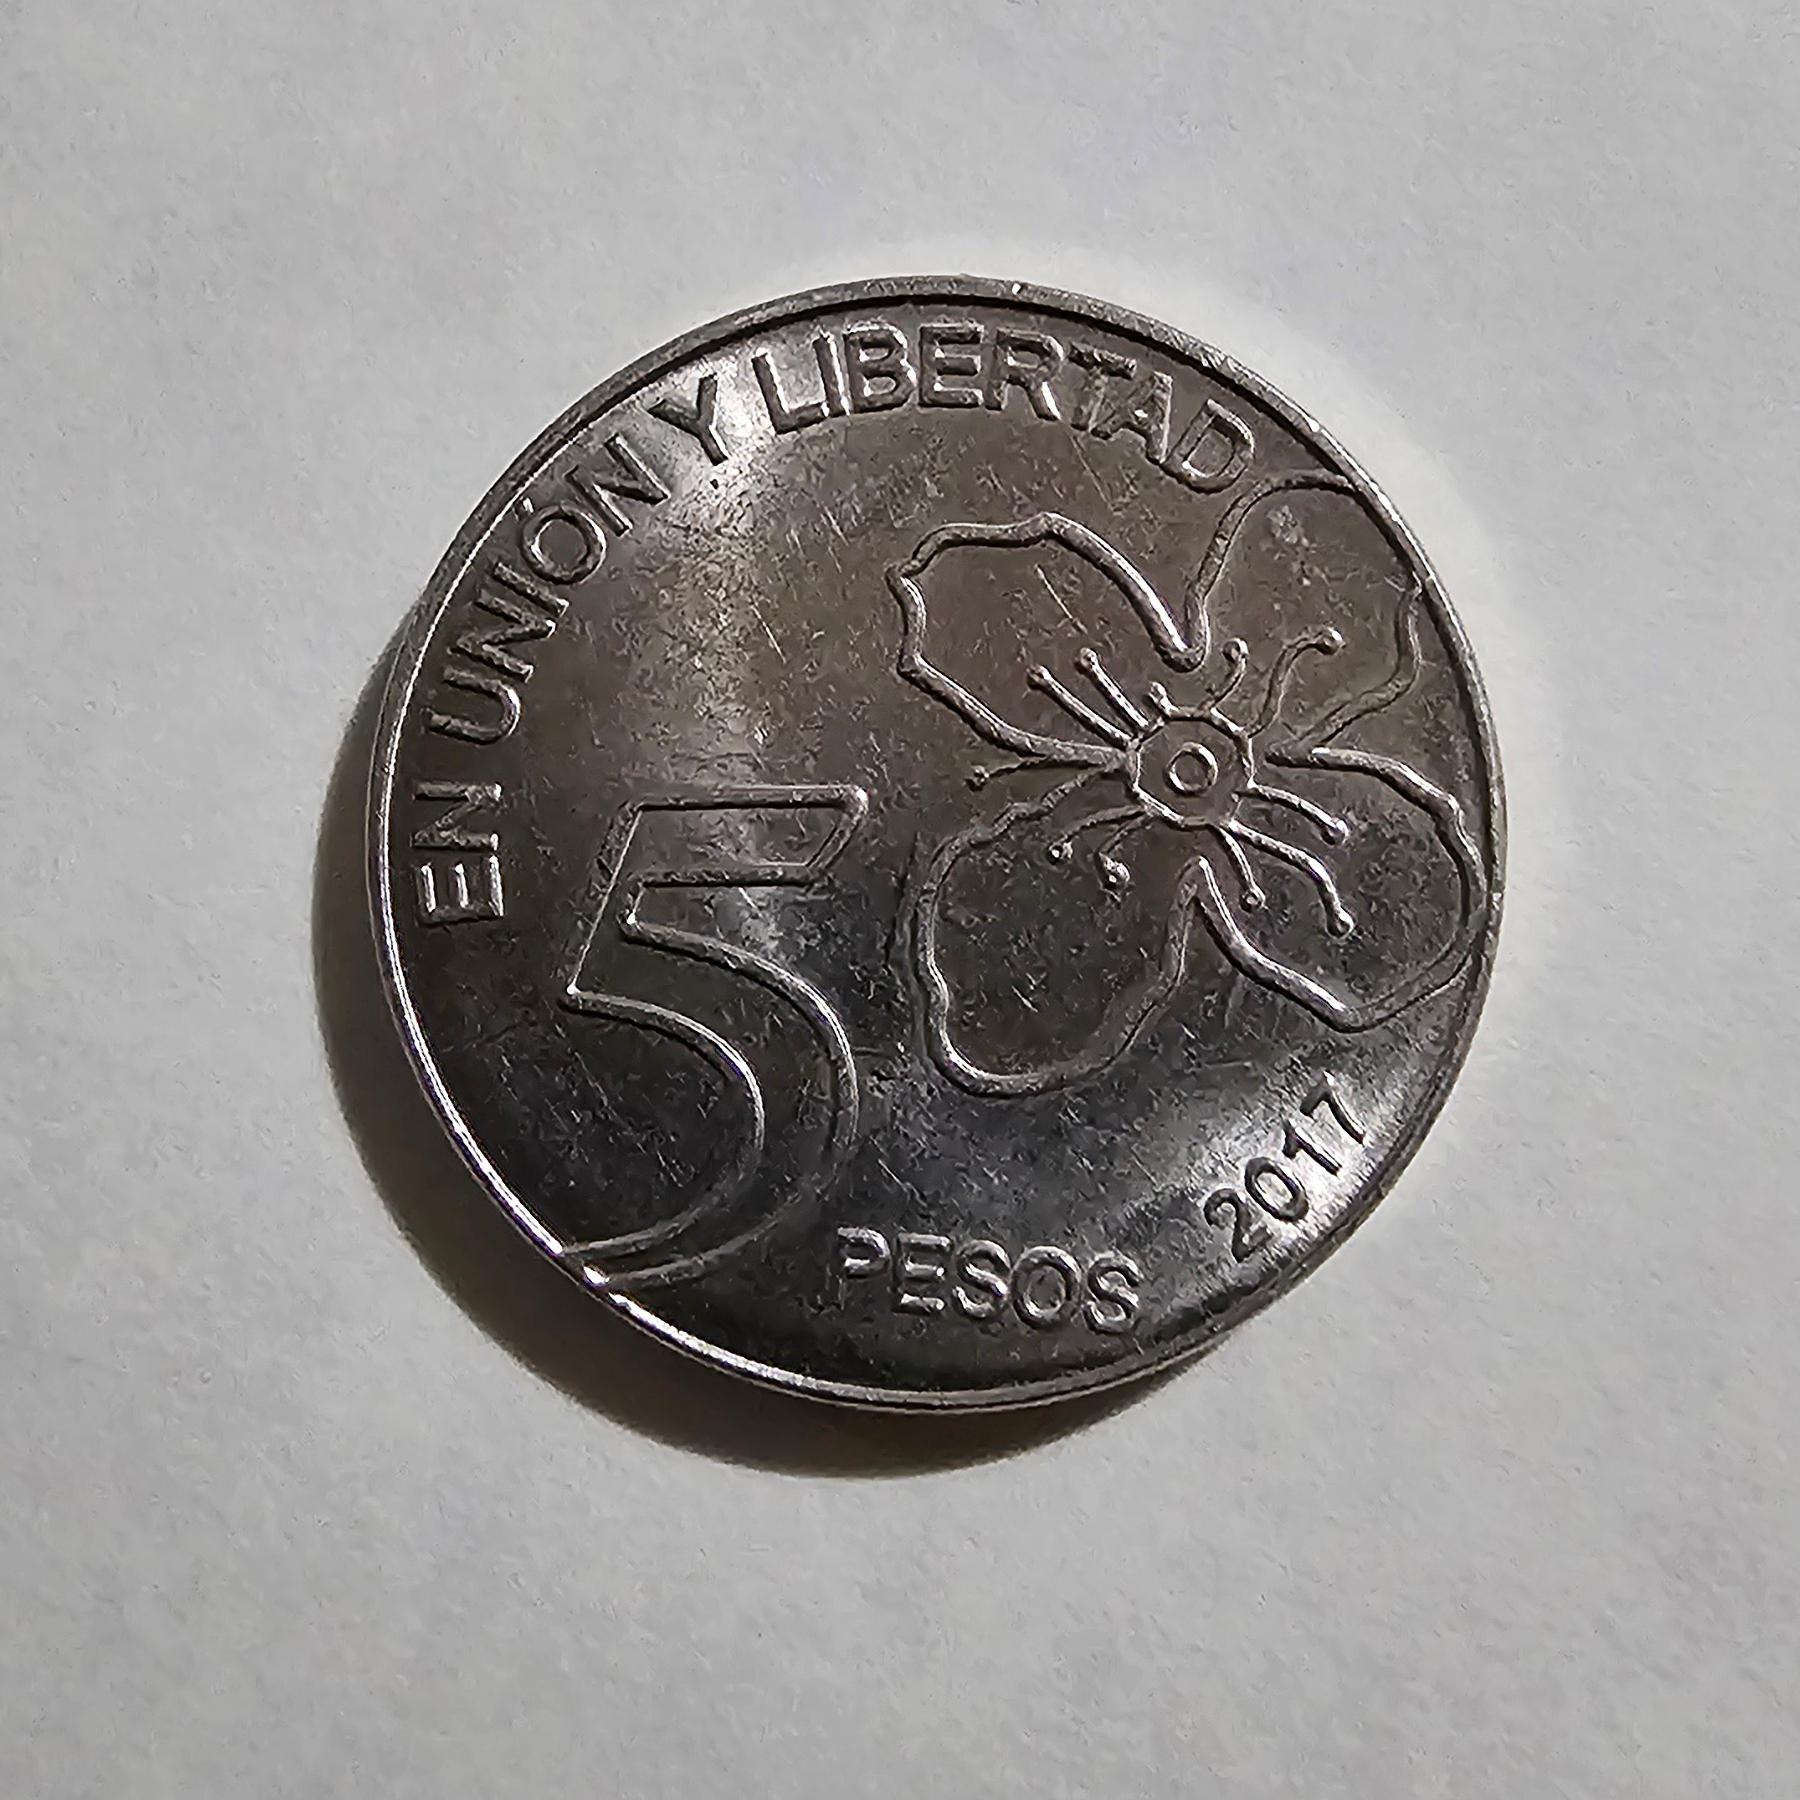 EN UNIÓN Y LIBERTAD
5
PESOS
2017